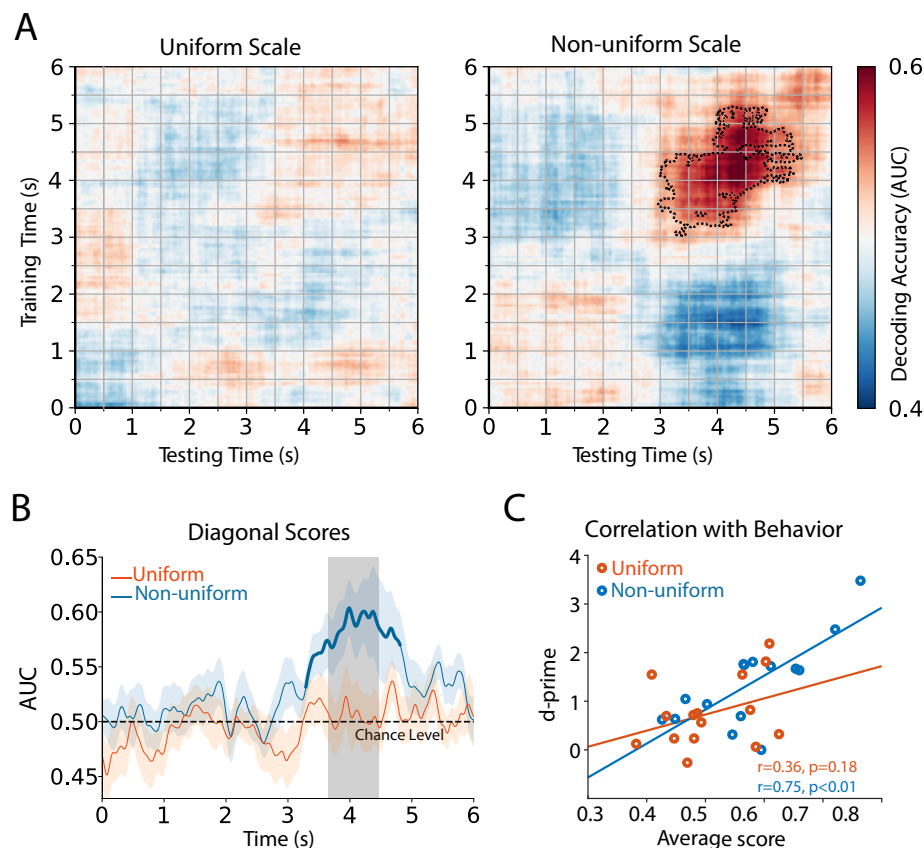 A
Uniform Scale
Non-uniform Scale
6
5
4
3
2
1
0
Training Time (s)
0 1 2 3 4 5 6
Testing Time (s)
6
5
4
3
2
1
0
0 1 2 3 4 5 6
Testing Time (s)
0.6
0.4
Decoding Accuracy (AUC)
B
Diagonal Scores
0.65
0.60
0.55
0.50
0.45
AUC
Uniform
Non-uniform
Chance Level
0 1 2 3 4 5 6
Time (s)
C
Correlation with Behavior
4
3
2
1
0
d-prime
Uniform
Non-uniform
r=0.36, p=0.18
r=0.75, p<0.01
0.3 0.4 0.5 0.6 0.7 0.8
Average score